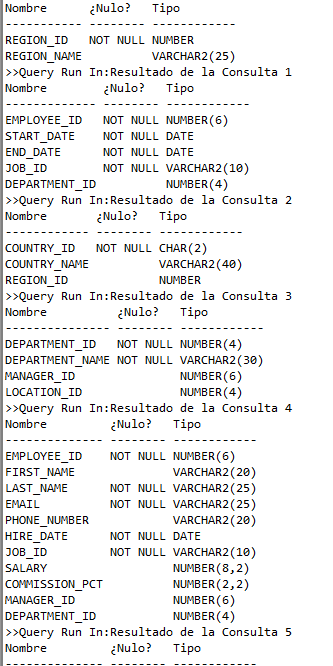 Nombre      ¿Nulo?   Tipo
----------- -------- ------------
REGION_ID   NOT NULL NUMBER
REGION_NAME          VARCHAR2(25)
>>Query Run In:Resultado de la Consulta 1
Nombre        ¿Nulo?   Tipo
------------- -------- ------------
EMPLOYEE_ID   NOT NULL NUMBER(6)
START_DATE    NOT NULL DATE
END_DATE      NOT NULL DATE
JOB_ID        NOT NULL VARCHAR2(10)
DEPARTMENT_ID          NUMBER(4)
>>Query Run In:Resultado de la Consulta 2
Nombre       ¿Nulo?   Tipo
------------ -------- ------------
COUNTRY_ID   NOT NULL CHAR(2)
COUNTRY_NAME          VARCHAR2(40)
REGION_ID             NUMBER
>>Query Run In:Resultado de la Consulta 3
Nombre          ¿Nulo?   Tipo
--------------- -------- ------------
DEPARTMENT_ID   NOT NULL NUMBER(4)
DEPARTMENT_NAME NOT NULL VARCHAR2(30)
MANAGER_ID               NUMBER(6)
LOCATION_ID              NUMBER(4)
>>Query Run In:Resultado de la Consulta 4
Nombre         ¿Nulo?   Tipo
-------------- -------- ------------
EMPLOYEE_ID    NOT NULL NUMBER(6)
FIRST_NAME              VARCHAR2(20)
LAST_NAME      NOT NULL VARCHAR2(25)
EMAIL          NOT NULL VARCHAR2(25)
PHONE_NUMBER            VARCHAR2(20)
HIRE_DATE      NOT NULL DATE
JOB_ID         NOT NULL VARCHAR2(10)
SALARY                  NUMBER(8,2)
COMMISSION_PCT          NUMBER(2,2)
MANAGER_ID              NUMBER(6)
DEPARTMENT_ID           NUMBER(4)
>>Query Run In:Resultado de la Consulta 5
Nombre         ¿Nulo?   Tipo
-------------- -------- ------------